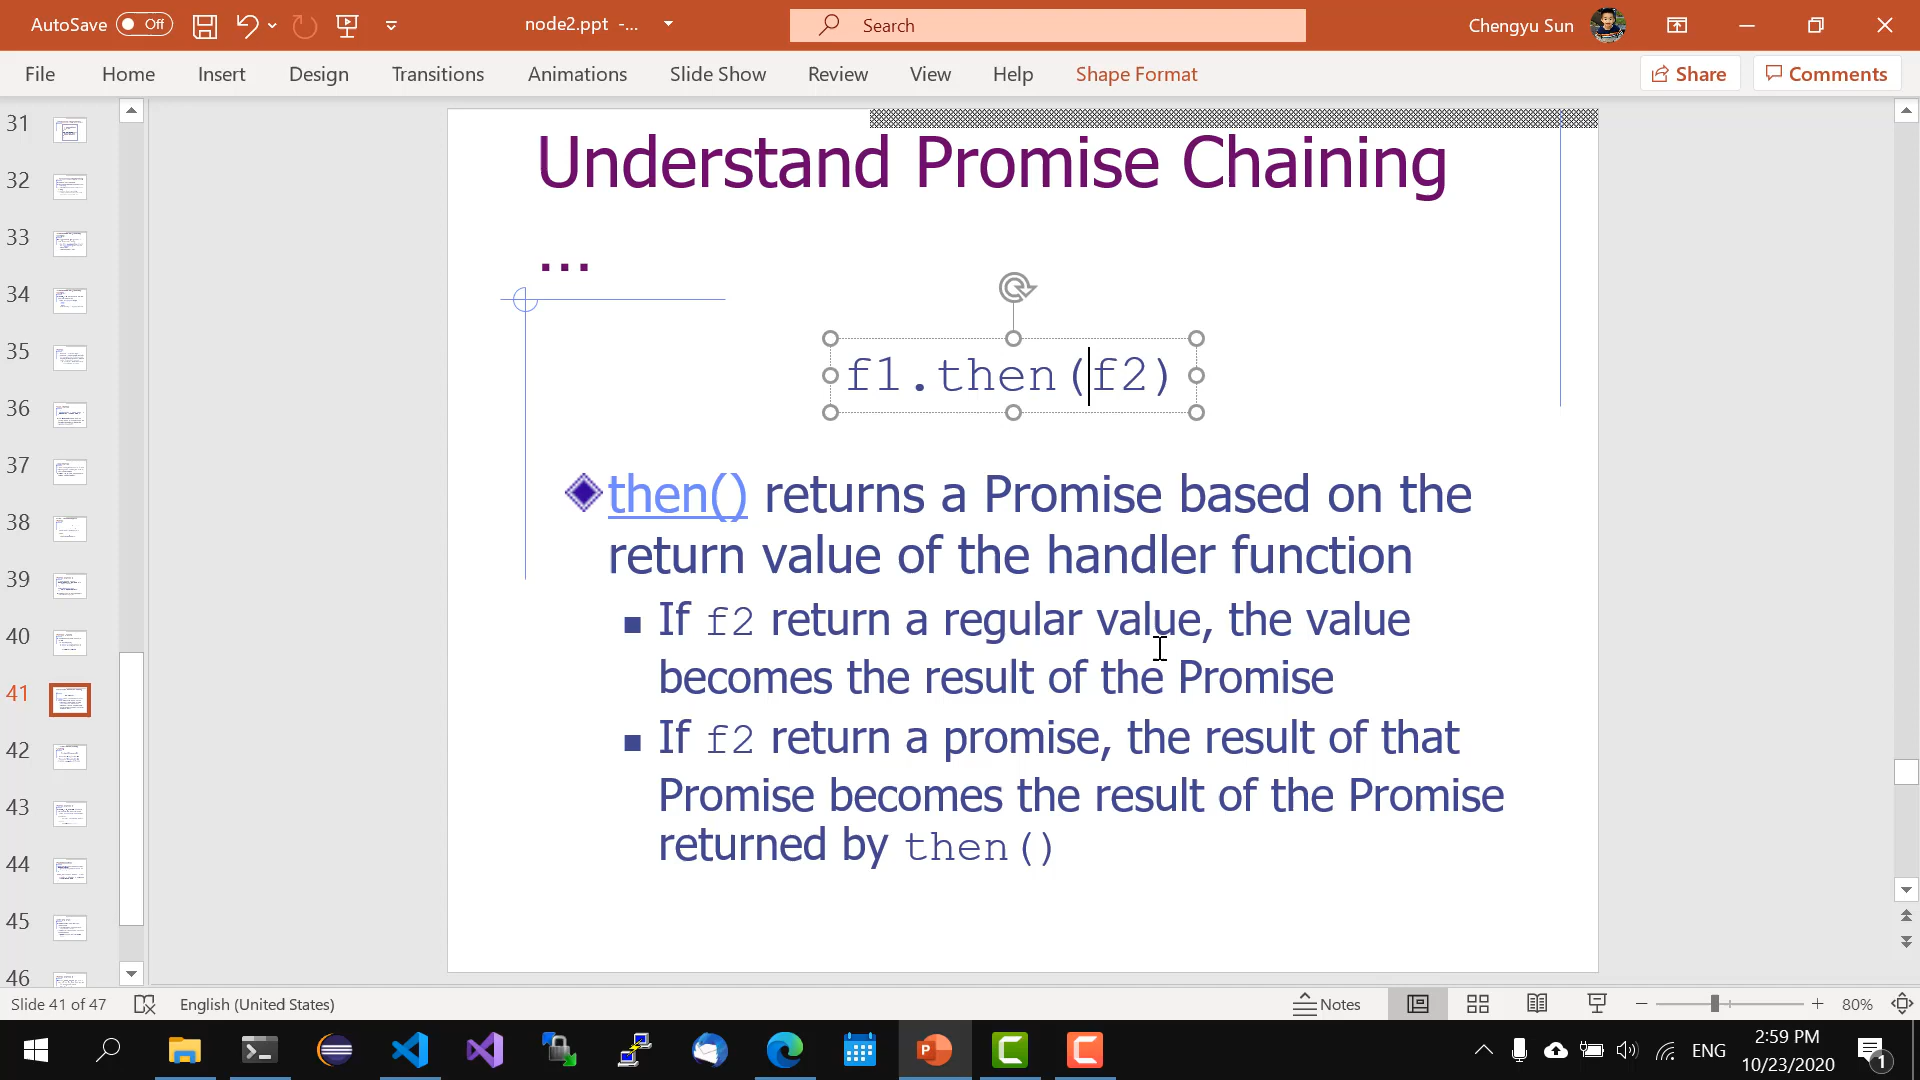 AutoSave Off node2.ppt -... Search Chengyu Sun
File Home Insert Design Transitions Animations Slide Show Review View Help Shape Format Share Comments
31
32
33
34
35
36
37
38
39
40
41
42
43
44
45
46
Understand Promise Chaining
...
f1.then(f2)
then() returns a Promise based on the
return value of the handler function
If f2 return a regular value, the value
becomes the result of the Promise
If f2 return a promise, the result of that
Promise becomes the result of the Promise
returned by then()
Slide 41 of 47 English (United States) Notes 80%
ENG 2:59 PM
10/23/2020 1